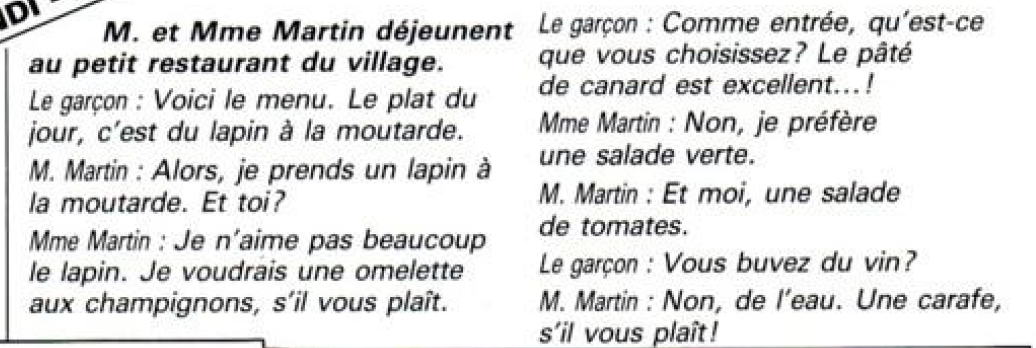 DI
M. et Mme Martin déjeunent
au petit restaurant du village.
Le garçon : Voici le menu. Le plat du
jour, c'est du lapin à la moutarde.
M. Martin : Alors, je prends un lapin à
la moutarde. Et toi?
Mme Martin : Je n'aime pas beaucoup
le lapin. Je voudrais une omelette
aux champignons, s'il vous plaît.
Le garçon : Comme entrée, qu'est-ce
que vous choisissez? Le pâté
de canard est excellent...!
Mme Martin : Non, je préfère
une salade verte.
M. Martin : Et moi, une salade
de tomates.
Le garçon : Vous buvez du vin?
M. Martin : Non, de l'eau. Une carafe,
s'il vous plaît!